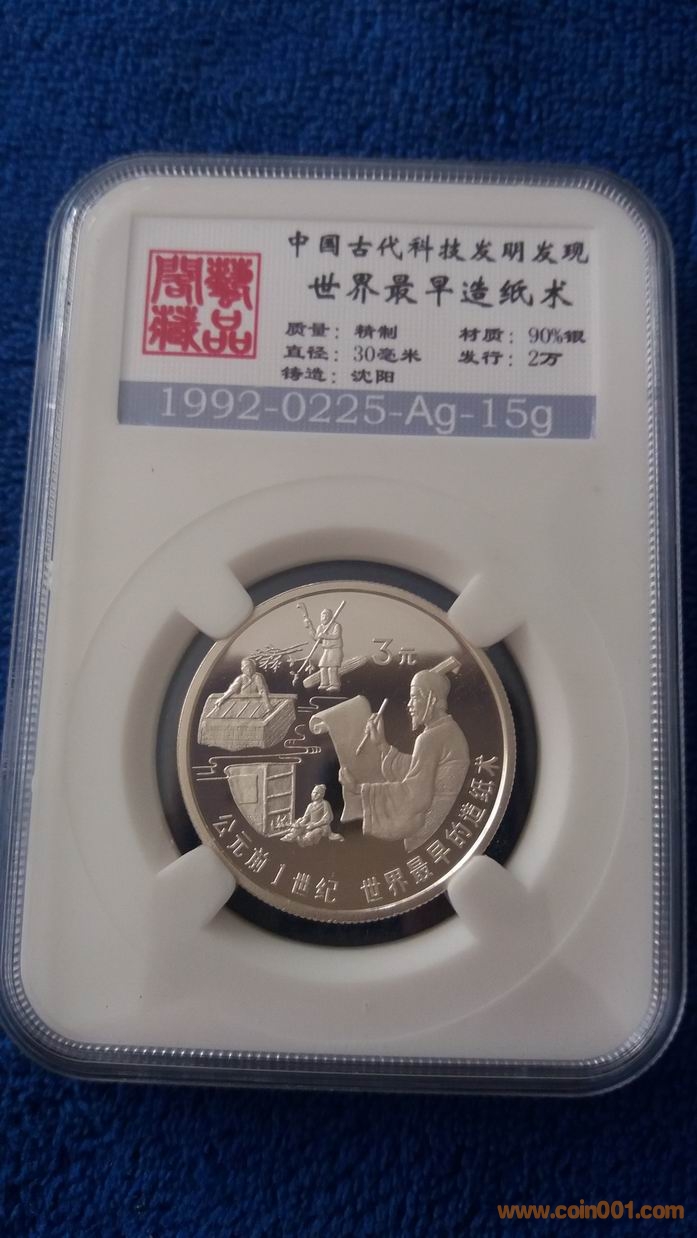 中国古代科技发明发现
世界最早造纸术
藝品
閣藏
质量：精制 材质：90%银
直径：30毫米 发行：2万
铸造：沈阳
1992-0225-Ag-15g
3元
公元前1世纪 世界最早的造纸术
www.coin001.com